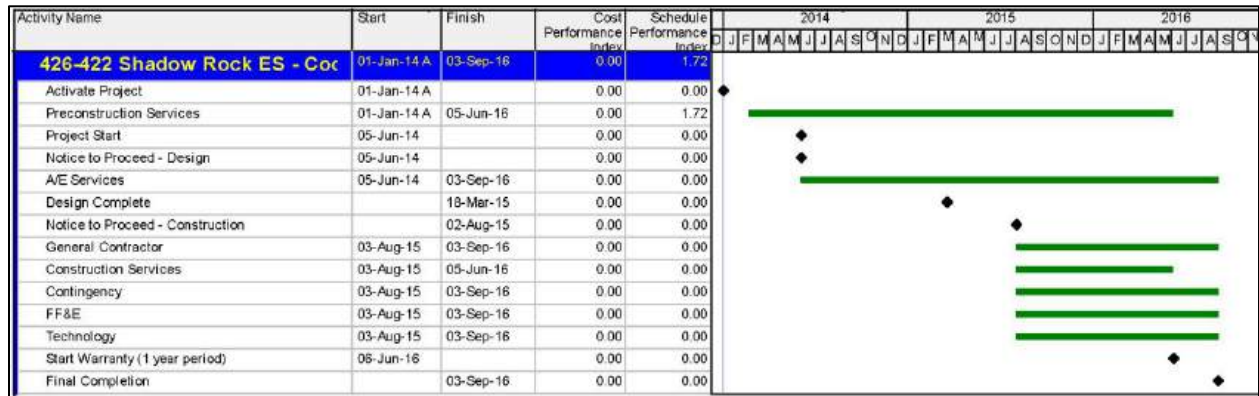 Activity Name Start Finish Cost Performance Index Schedule Performance Index 2014 2015 2016
D J F M A M J J A S O N D J F M A M J J A S O N D J F M A M J J A S O N
426-422 Shadow Rock ES - Coc 01-Jan-14 A 03-Sep-16 0.00 1.72
Activate Project 01-Jan-14 A 0.00 0.00
Preconstruction Services 01-Jan-14 A 05-Jun-16 0.00 1.72
Project Start 05-Jun-14 0.00 0.00
Notice to Proceed - Design 05-Jun-14 0.00 0.00
A/E Services 05-Jun-14 03-Sep-16 0.00 0.00
Design Complete 18-Mar-15 0.00 0.00
Notice to Proceed - Construction 02-Aug-15 0.00 0.00
General Contractor 03-Aug-15 03-Sep-16 0.00 0.00
Construction Services 03-Aug-15 05-Jun-16 0.00 0.00
Contingency 03-Aug-15 03-Sep-16 0.00 0.00
FF&E 03-Aug-15 03-Sep-16 0.00 0.00
Technology 03-Aug-15 03-Sep-16 0.00 0.00
Start Warranty (1 year period) 06-Jun-16 0.00 0.00
Final Completion 03-Sep-16 0.00 0.00